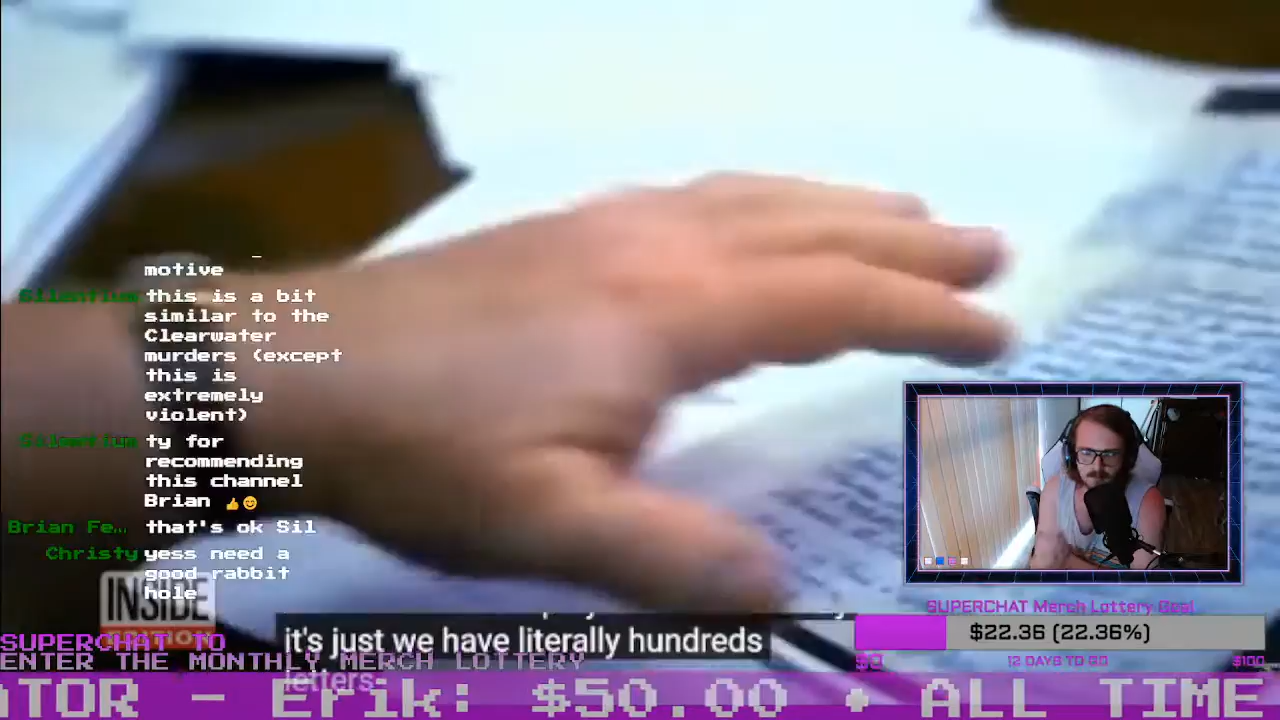 motive
Silentium this is a bit
similar to the
Clearwater
murders (except
this is
extremely
violent)
Silentium ty for
recommending
this channel
Brian 👍😊
Brian Fe… that's ok Sil
Christy yess need a
good rabbit
hole
INSIDE
EDITION
it's just we have literally hundreds
letters
SUPERCHAT TO
ENTER THE MONTHLY MERCH LOTTERY
SUPERCHAT Merch Lottery Goal
$22.36 (22.36%)
$0 12 DAYS TO GO $100
ATOR - Erik: $50.00 • ALL TIME